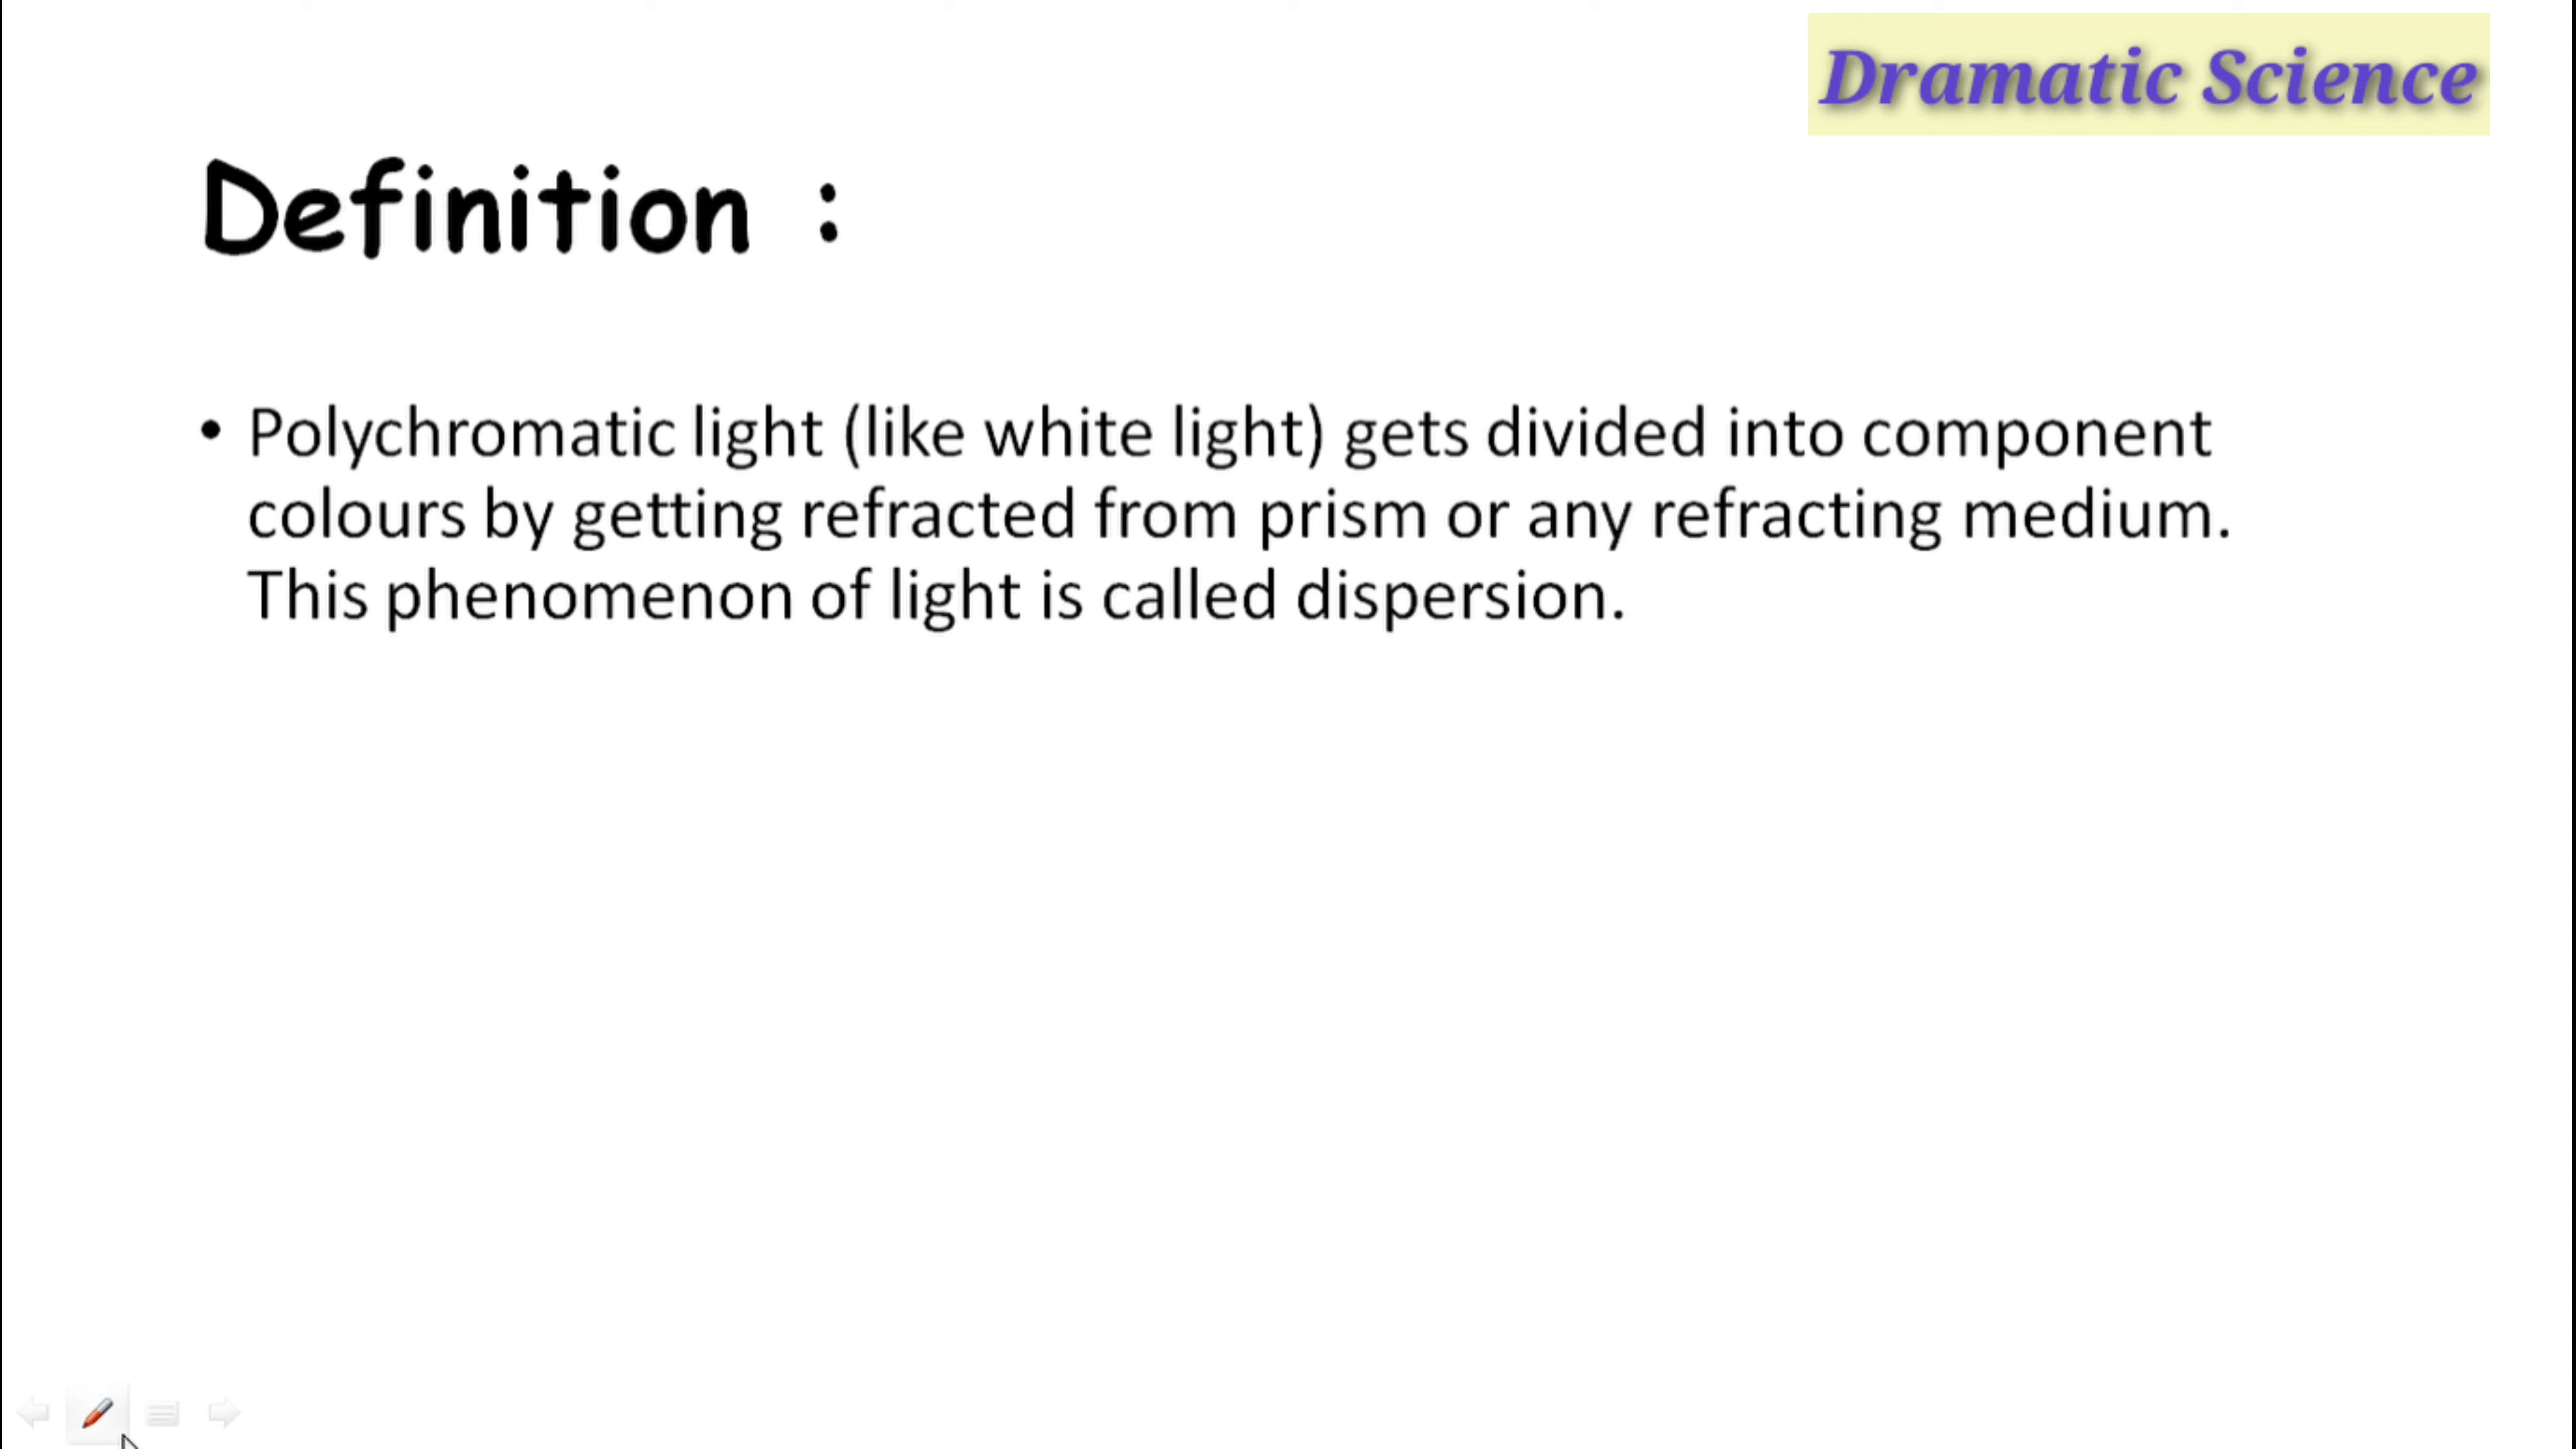 Dramatic Science
Definition :
• Polychromatic light (like white light) gets divided into component
colours by getting refracted from prism or any refracting medium.
This phenomenon of light is called dispersion.